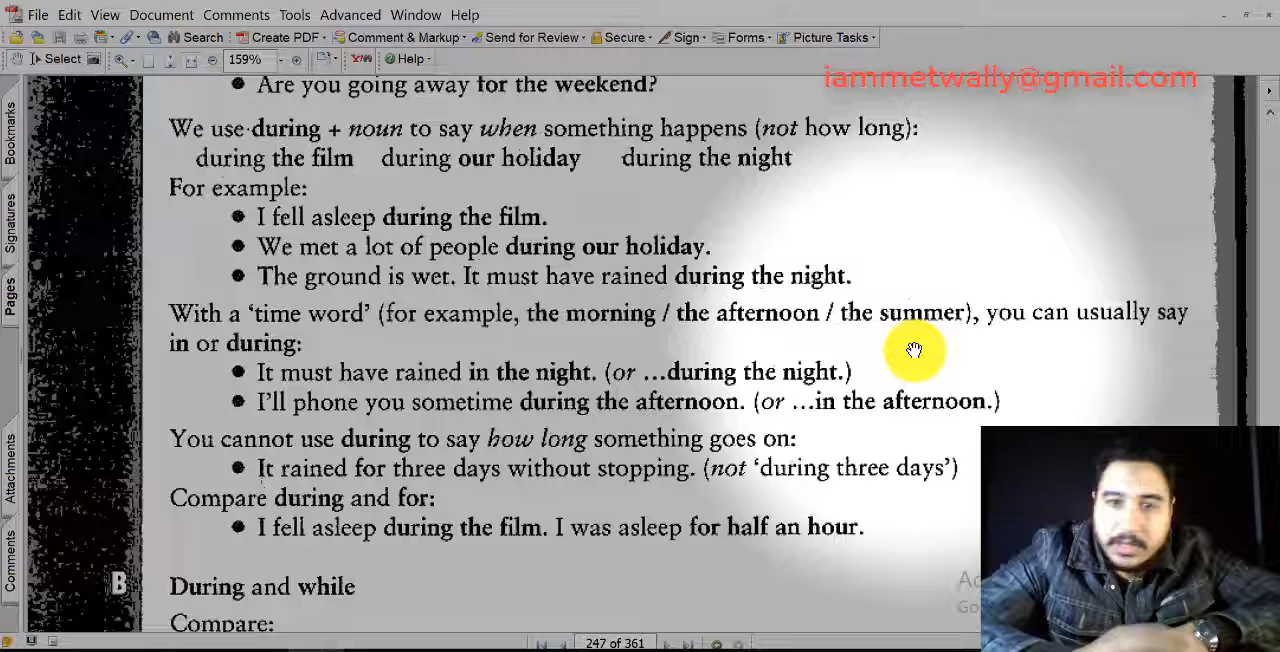 File Edit View Document Comments Tools Advanced Window Help
Search Create PDF Comment & Markup Send for Review Secure Sign Forms Picture Tasks
Select 159% Help
iammetwally@gmail.com
Bookmarks
Signatures
Pages
Attachments
Comments
• Are you going away for the weekend?
We use during + noun to say when something happens (not how long):
during the film during our holiday during the night
For example:
• I fell asleep during the film.
• We met a lot of people during our holiday.
• The ground is wet. It must have rained during the night.
With a ‘time word’ (for example, the morning / the afternoon / the summer), you can usually say
in or during:
• It must have rained in the night. (or ...during the night.)
• I’ll phone you sometime during the afternoon. (or ...in the afternoon.)
You cannot use during to say how long something goes on:
• It rained for three days without stopping. (not ‘during three days’)
Compare during and for:
• I fell asleep during the film. I was asleep for half an hour.
B During and while
Compare:
247 of 361